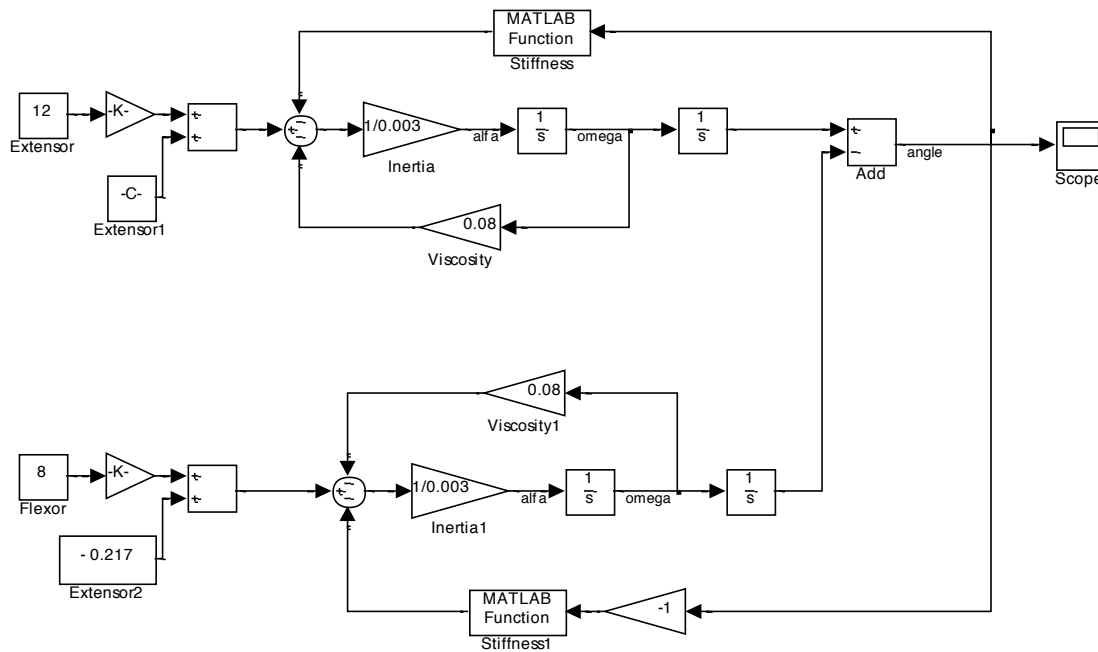 MATLAB
Function
Stiffness
12
Extensor
-K-
+
+
-C-
Extensor1
+
−
−
1/0.003
Inertia
alfa
1
s
omega
1
s
+
−
Add
angle
Scope
0.08
Viscosity
0.08
Viscosity1
8
Flexor
-K-
+
+
- 0.217
Extensor2
+
−
−
1/0.003
Inertia1
alfa
1
s
omega
1
s
MATLAB
Function
Stiffness1
-1